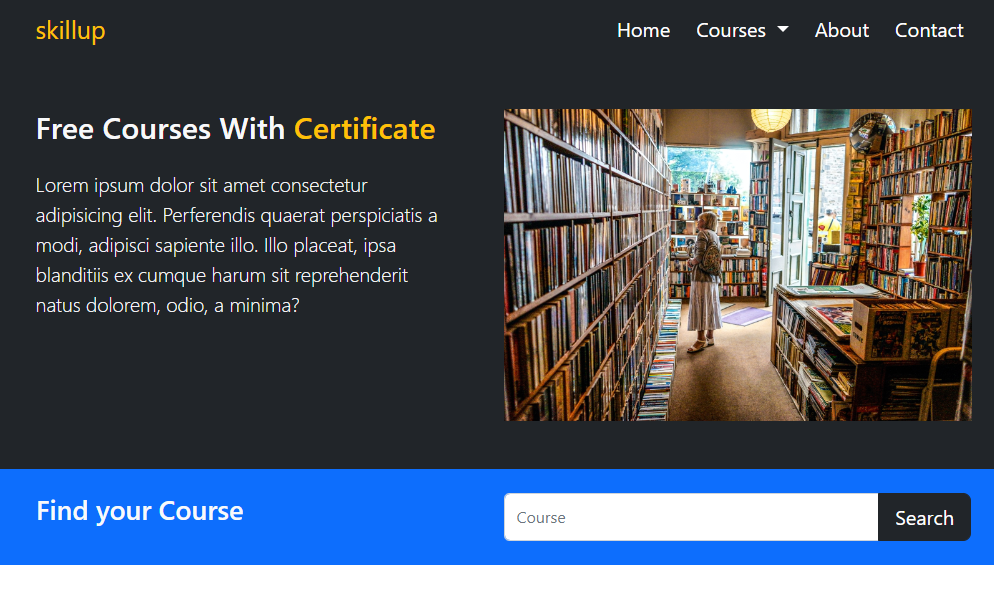 skillup
Home Courses About Contact
Free Courses With Certificate
Lorem ipsum dolor sit amet consectetur
adipisicing elit. Perferendis quaerat perspiciatis a
modi, adipisci sapiente illo. Illo placeat, ipsa
blanditiis ex cumque harum sit reprehenderit
natus dolorem, odio, a minima?
Find your Course
Course
Search